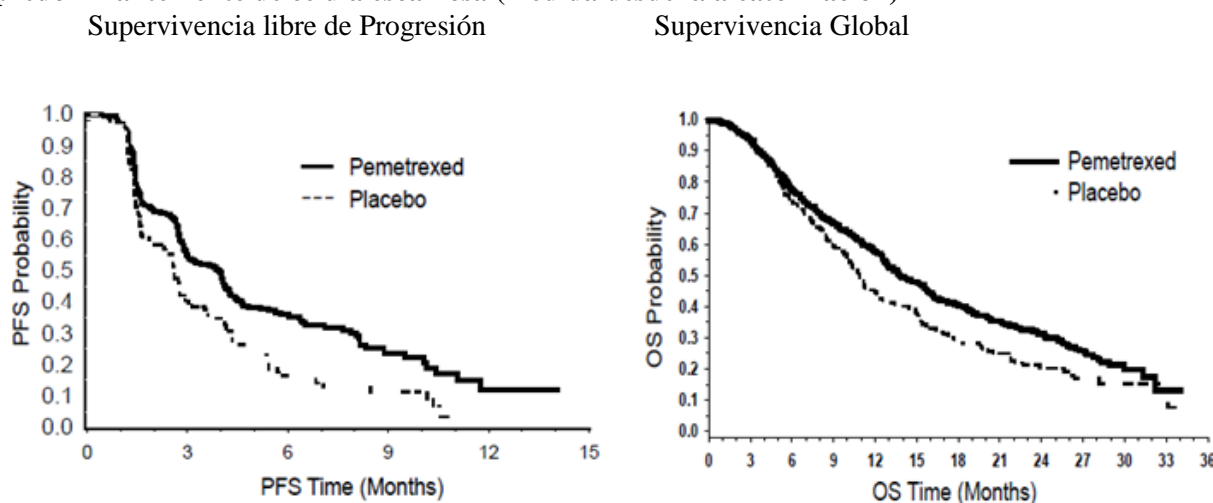 Supervivencia libre de Progresión Supervivencia Global
1.0
0.9
0.8
0.7
0.6
0.5
0.4
0.3
0.2
0.1
0.0
PFS Probability
Pemetrexed
Placebo
0 3 6 9 12 15
PFS Time (Months)
1.0
0.9
0.8
0.7
0.6
0.5
0.4
0.3
0.2
0.1
0.0
OS Probability
Pemetrexed
Placebo
0 3 6 9 12 15 18 21 24 27 30 33 36
OS Time (Months)